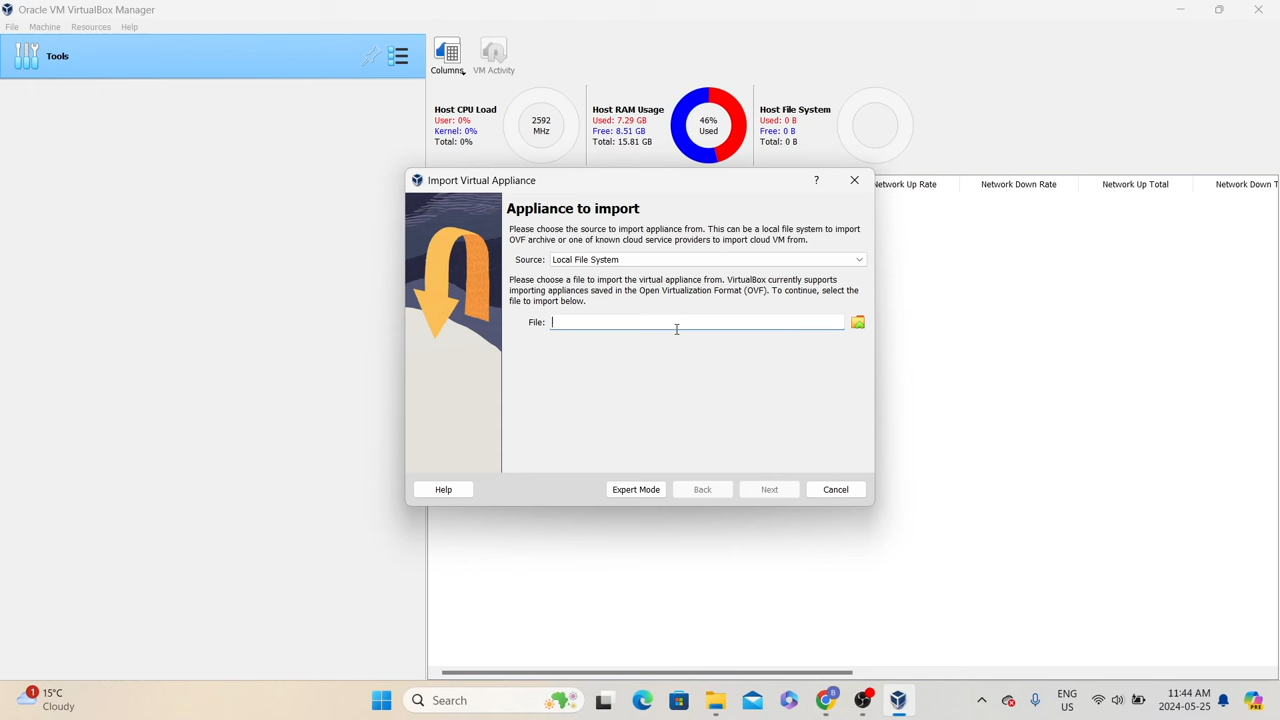 Oracle VM VirtualBox Manager
File Machine Resources Help
Tools
Columns
VM Activity
Host CPU Load
User: 0%
Kernel: 0%
Total: 0%
2592
MHz
Host RAM Usage
Used: 7.29 GB
Free: 8.51 GB
Total: 15.81 GB
46%
Used
Host File System
Used: 0 B
Free: 0 B
Total: 0 B
Network Up Rate Network Down Rate Network Up Total Network Down T
Import Virtual Appliance
?
Appliance to import
Please choose the source to import appliance from. This can be a local file system to import
OVF archive or one of known cloud service providers to import cloud VM from.
Source: Local File System
Please choose a file to import the virtual appliance from. VirtualBox currently supports
importing appliances saved in the Open Virtualization Format (OVF). To continue, select the
file to import below.
File:
Help Expert Mode Back Next Cancel
1
15°C
Cloudy
Search
B
ENG
US
11:44 AM
2024-05-25
PRE